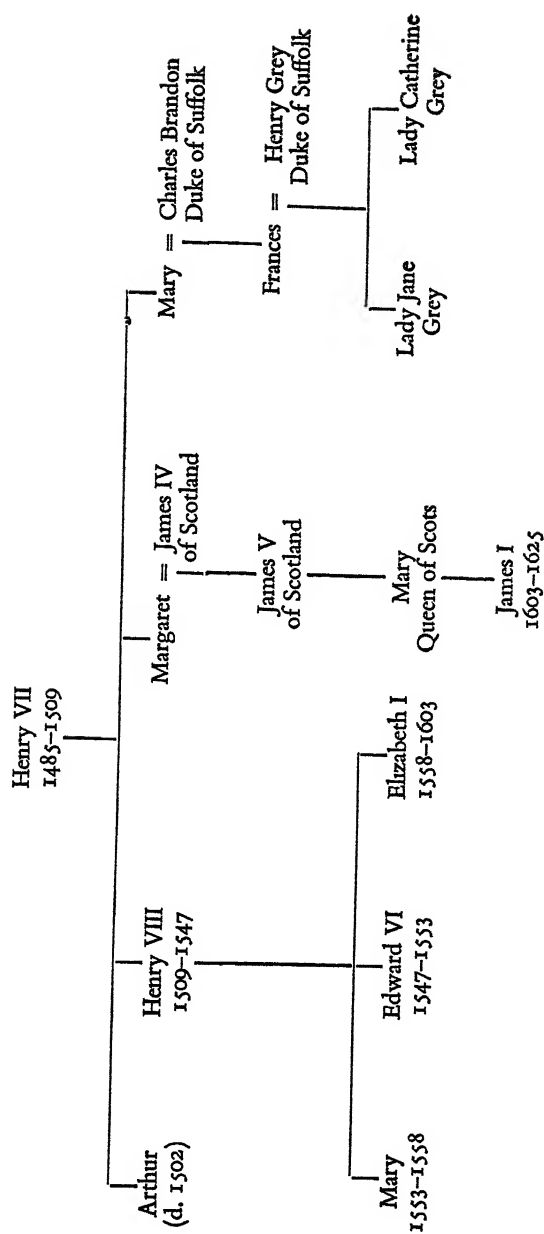 Henry VII
1485–1509
Arthur
(d. 1502)
Henry VIII
1509–1547
Margaret = James IV
of Scotland
Mary = Charles Brandon
Duke of Suffolk
James V
of Scotland
Frances = Henry Grey
Duke of Suffolk
Mary
1553–1558
Edward VI
1547–1553
Elizabeth I
1558–1603
Mary
Queen of Scots
Lady Jane
Grey
Lady Catherine
Grey
James I
1603–1625